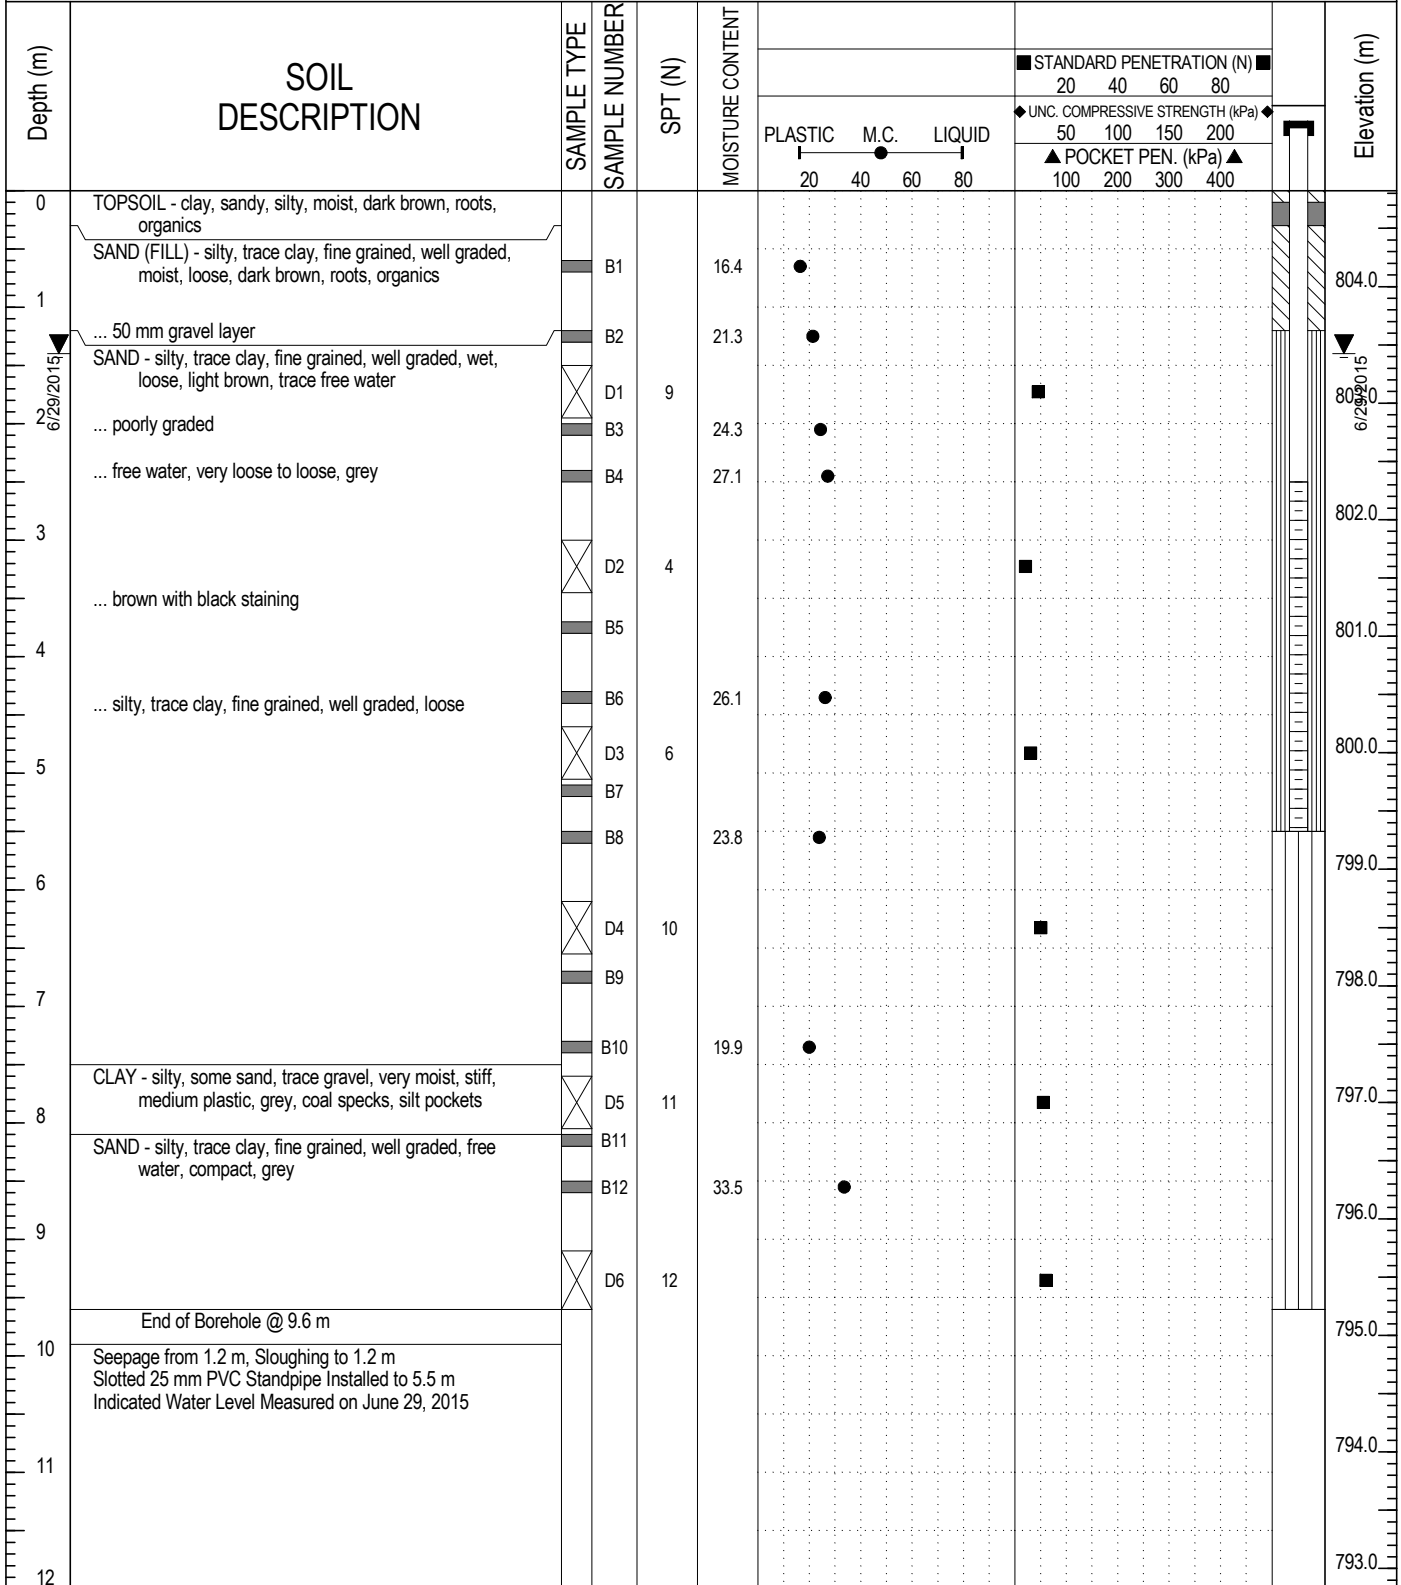 Depth (m)
SOIL
DESCRIPTION
SAMPLE TYPE
SAMPLE NUMBER
SPT (N)
MOISTURE CONTENT
PLASTIC M.C. LIQUID
20 40 60 80
■ STANDARD PENETRATION (N) ■
20 40 60 80
◆ UNC. COMPRESSIVE STRENGTH (kPa) ◆
50 100 150 200
▲ POCKET PEN. (kPa) ▲
100 200 300 400
Elevation (m)
0
TOPSOIL - clay, sandy, silty, moist, dark brown, roots,
organics
SAND (FILL) - silty, trace clay, fine grained, well graded,
moist, loose, dark brown, roots, organics
B1 16.4
804.0
1
... 50 mm gravel layer
B2 21.3
6/29/2015
6/29/2015
SAND - silty, trace clay, fine grained, well graded, wet,
loose, light brown, trace free water
D1 9
803.0
2
... poorly graded
B3 24.3
... free water, very loose to loose, grey
B4 27.1
802.0
3
D2 4
... brown with black staining
B5
801.0
4
B6 26.1
... silty, trace clay, fine grained, well graded, loose
D3 6
800.0
5
B7
B8 23.8
799.0
6
D4 10
B9
798.0
7
B10 19.9
CLAY - silty, some sand, trace gravel, very moist, stiff,
medium plastic, grey, coal specks, silt pockets
D5 11
797.0
8
B11
SAND - silty, trace clay, fine grained, well graded, free
water, compact, grey
B12 33.5
796.0
9
D6 12
End of Borehole @ 9.6 m
795.0
10
Seepage from 1.2 m, Sloughing to 1.2 m
Slotted 25 mm PVC Standpipe Installed to 5.5 m
Indicated Water Level Measured on June 29, 2015
794.0
11
793.0
12